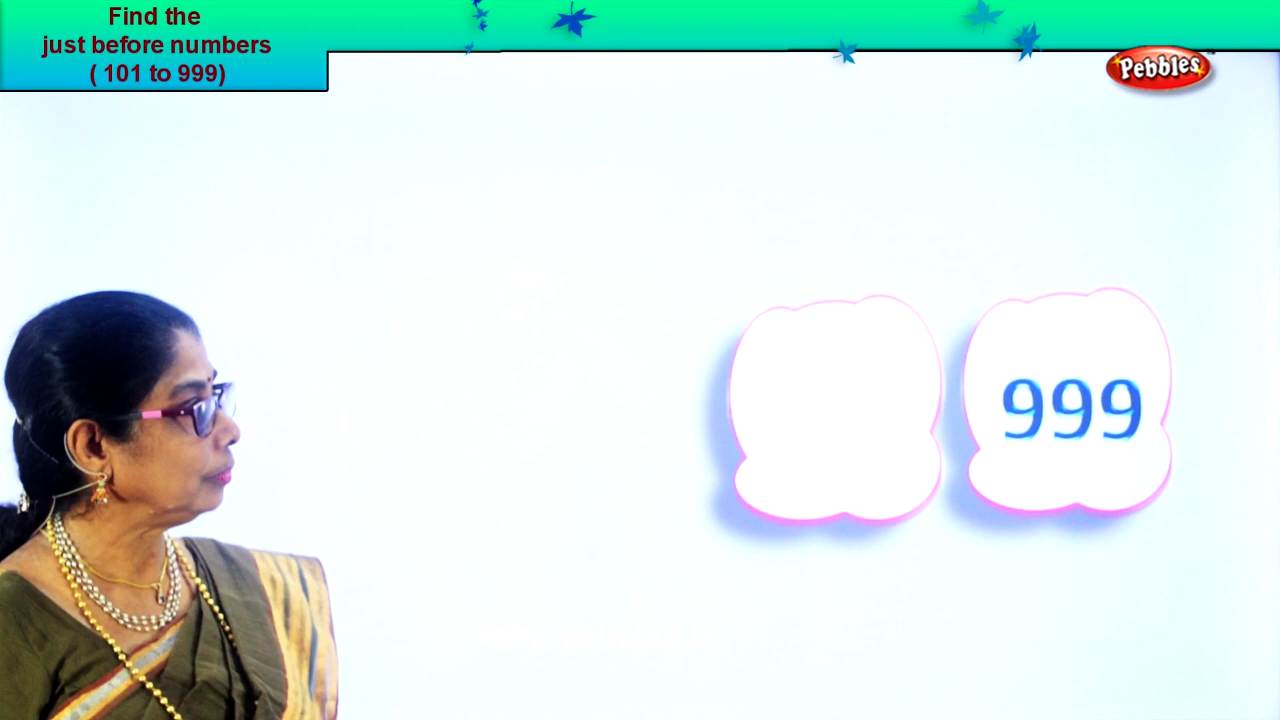 Find the
just before numbers
( 101 to 999)
Pebbles
999